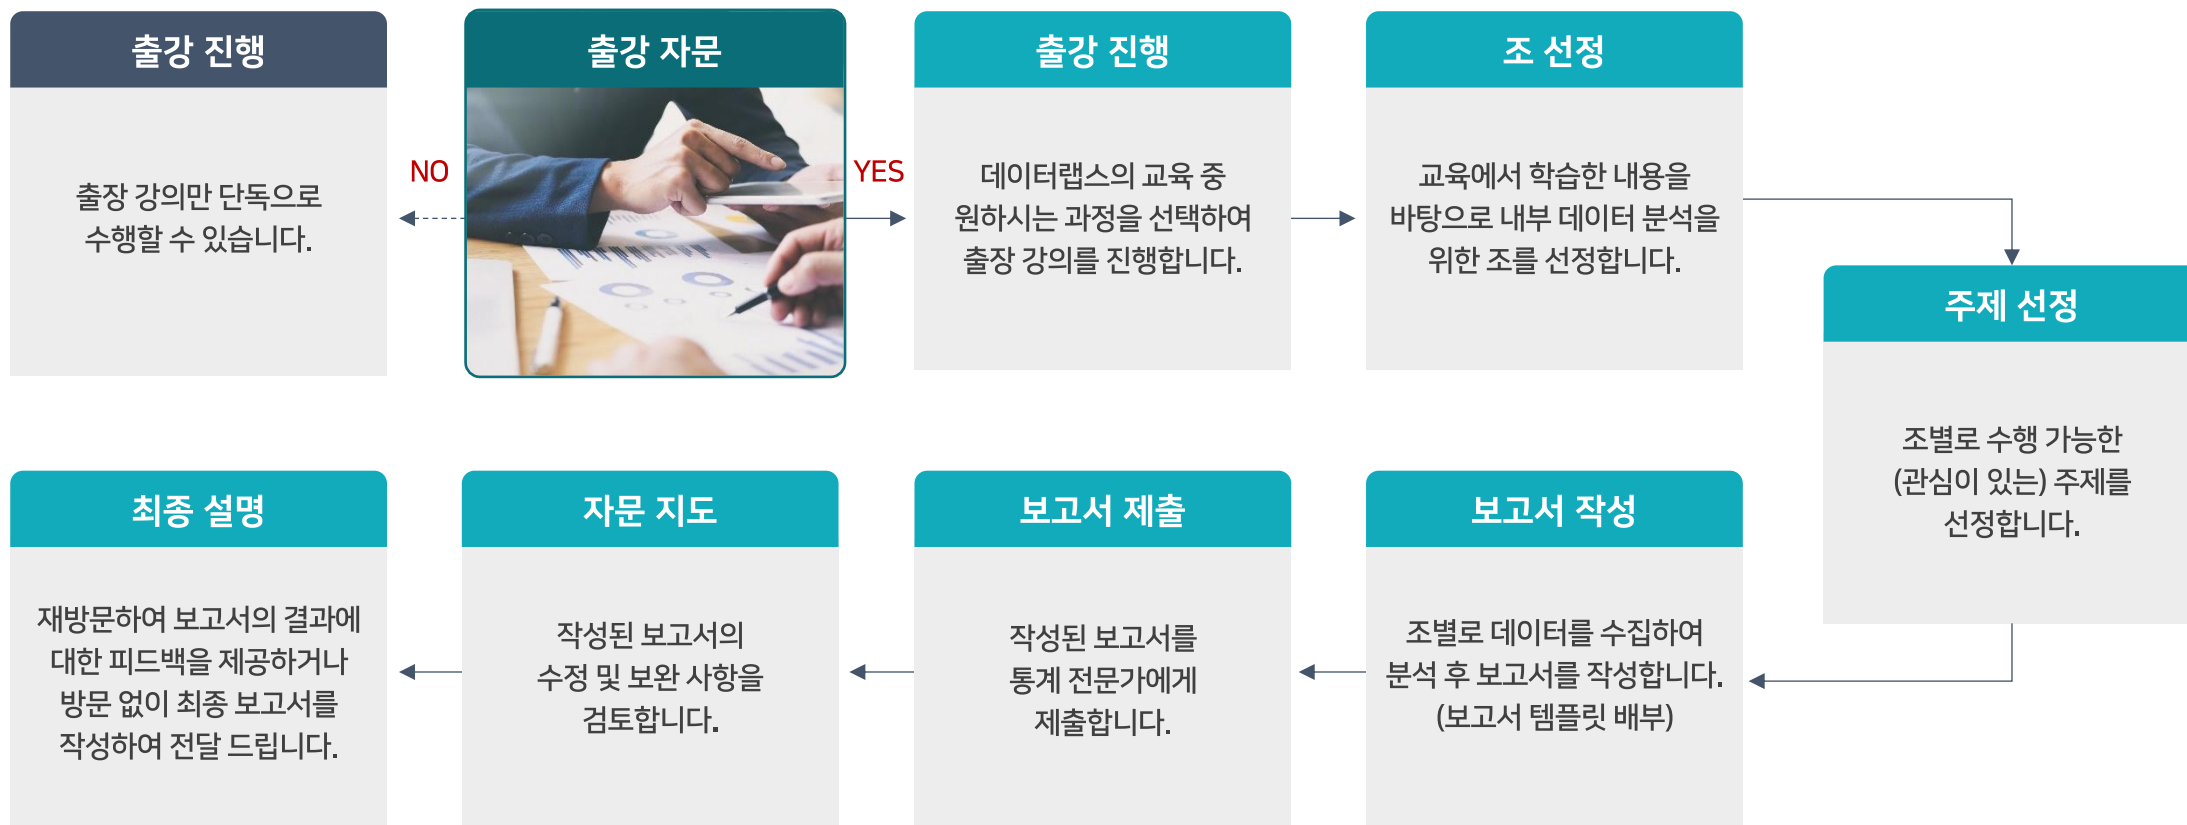 출강 진행
출장 강의만 단독으로
수행할 수 있습니다.
NO
출강 자문
YES
출강 진행
데이터랩스의 교육 중
원하시는 과정을 선택하여
출장 강의를 진행합니다.
조 선정
교육에서 학습한 내용을
바탕으로 내부 데이터 분석을
위한 조를 선정합니다.
주제 선정
조별로 수행 가능한
(관심이 있는) 주제를
선정합니다.
보고서 작성
조별로 데이터를 수집하여
분석 후 보고서를 작성합니다.
(보고서 템플릿 배부)
보고서 제출
작성된 보고서를
통계 전문가에게
제출합니다.
자문 지도
작성된 보고서의
수정 및 보완 사항을
검토합니다.
최종 설명
재방문하여 보고서의 결과에
대한 피드백을 제공하거나
방문 없이 최종 보고서를
작성하여 전달 드립니다.